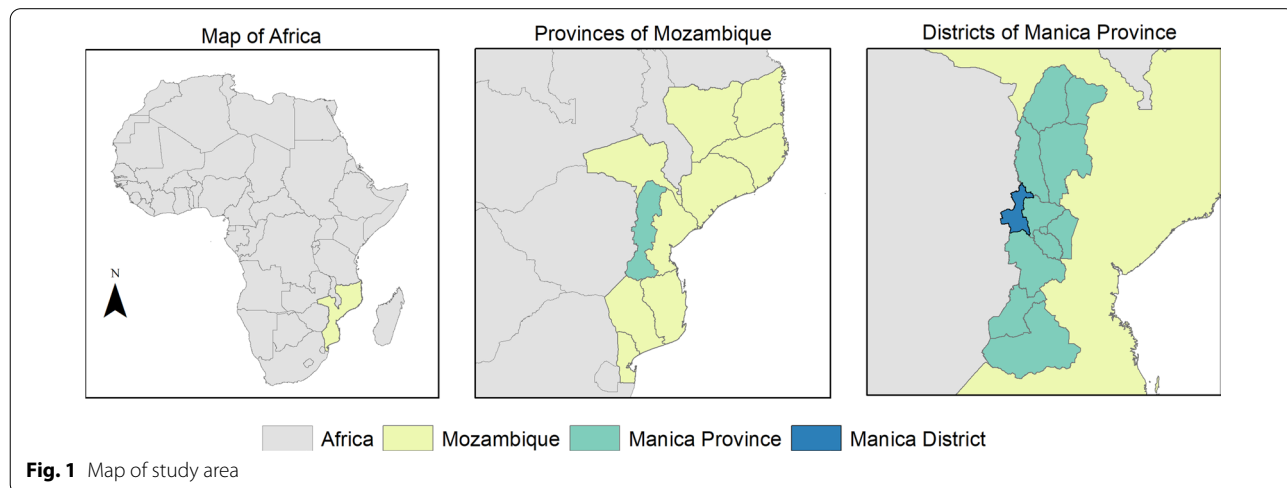 Map of Africa
Provinces of Mozambique
Districts of Manica Province
N
Africa
Mozambique
Manica Province
Manica District
Fig. 1 Map of study area